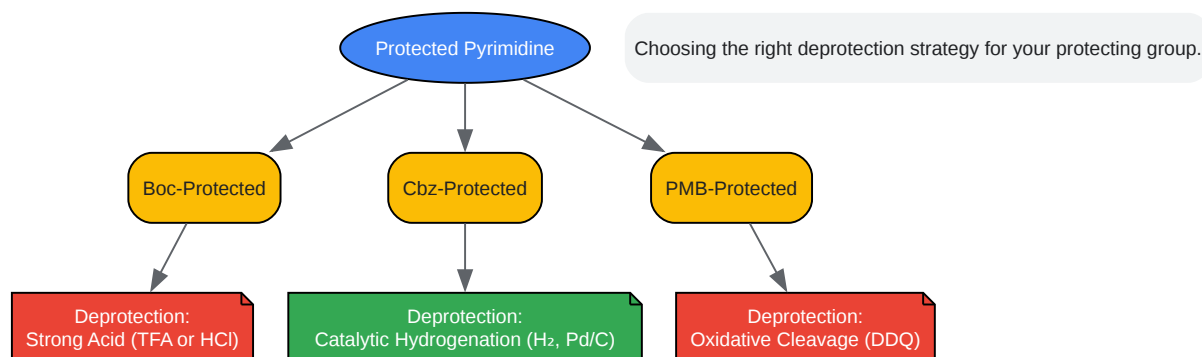 Protected Pyrimidine
Choosing the right deprotection strategy for your protecting group.
Boc-Protected
Cbz-Protected
PMB-Protected
Deprotection:
Strong Acid (TFA or HCl)
Deprotection:
Catalytic Hydrogenation (H₂, Pd/C)
Deprotection:
Oxidative Cleavage (DDQ)